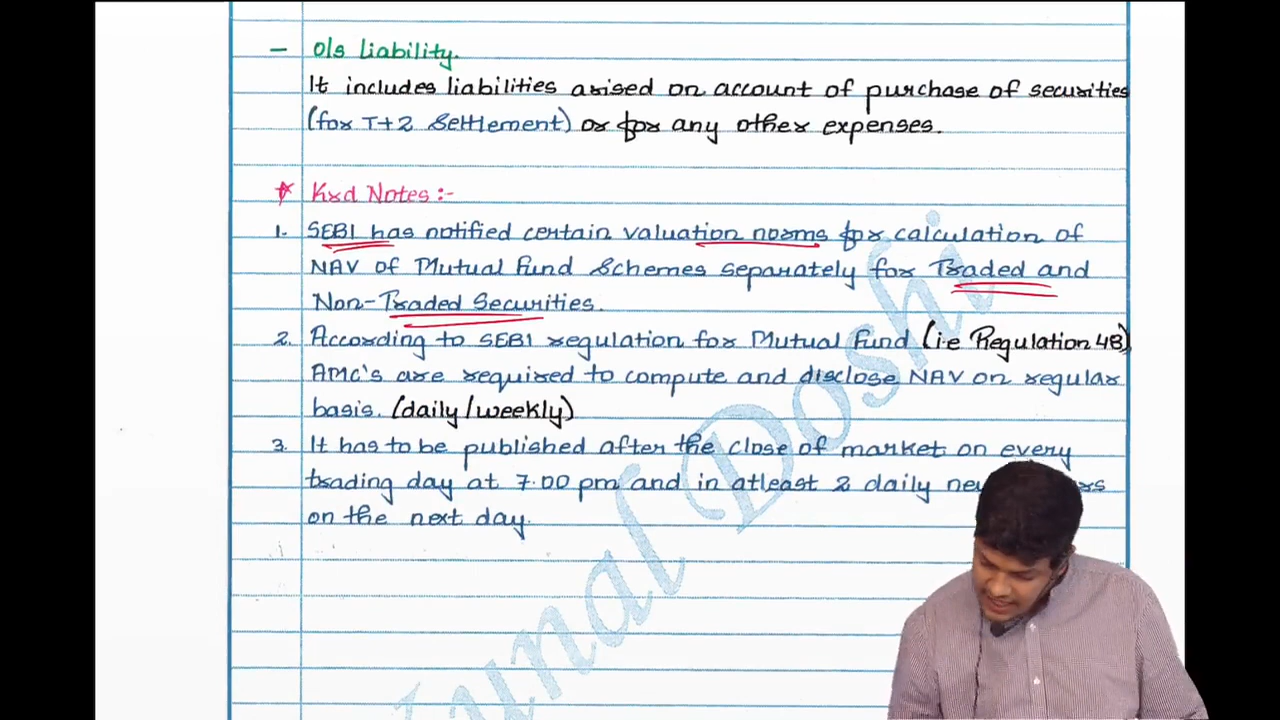 - O/s liability.
It includes liabilities arised on account of purchase of securities
(for T+2 Settlement) or for any other expenses.
* Krd Notes :-
1. SEBI has notified certain valuation norms for calculation of
NAV of Mutual Fund Schemes separately for Traded and
Non-Traded Securities.
2. According to SEBI regulation for Mutual Fund (i.e Regulation 48),
AMC's are required to compute and disclose NAV on regular
basis. (daily/weekly)
3. It has to be published after the close of market on every
trading day at 7.00 pm and in atleast 2 daily
on the next day.
Kunal Doshi